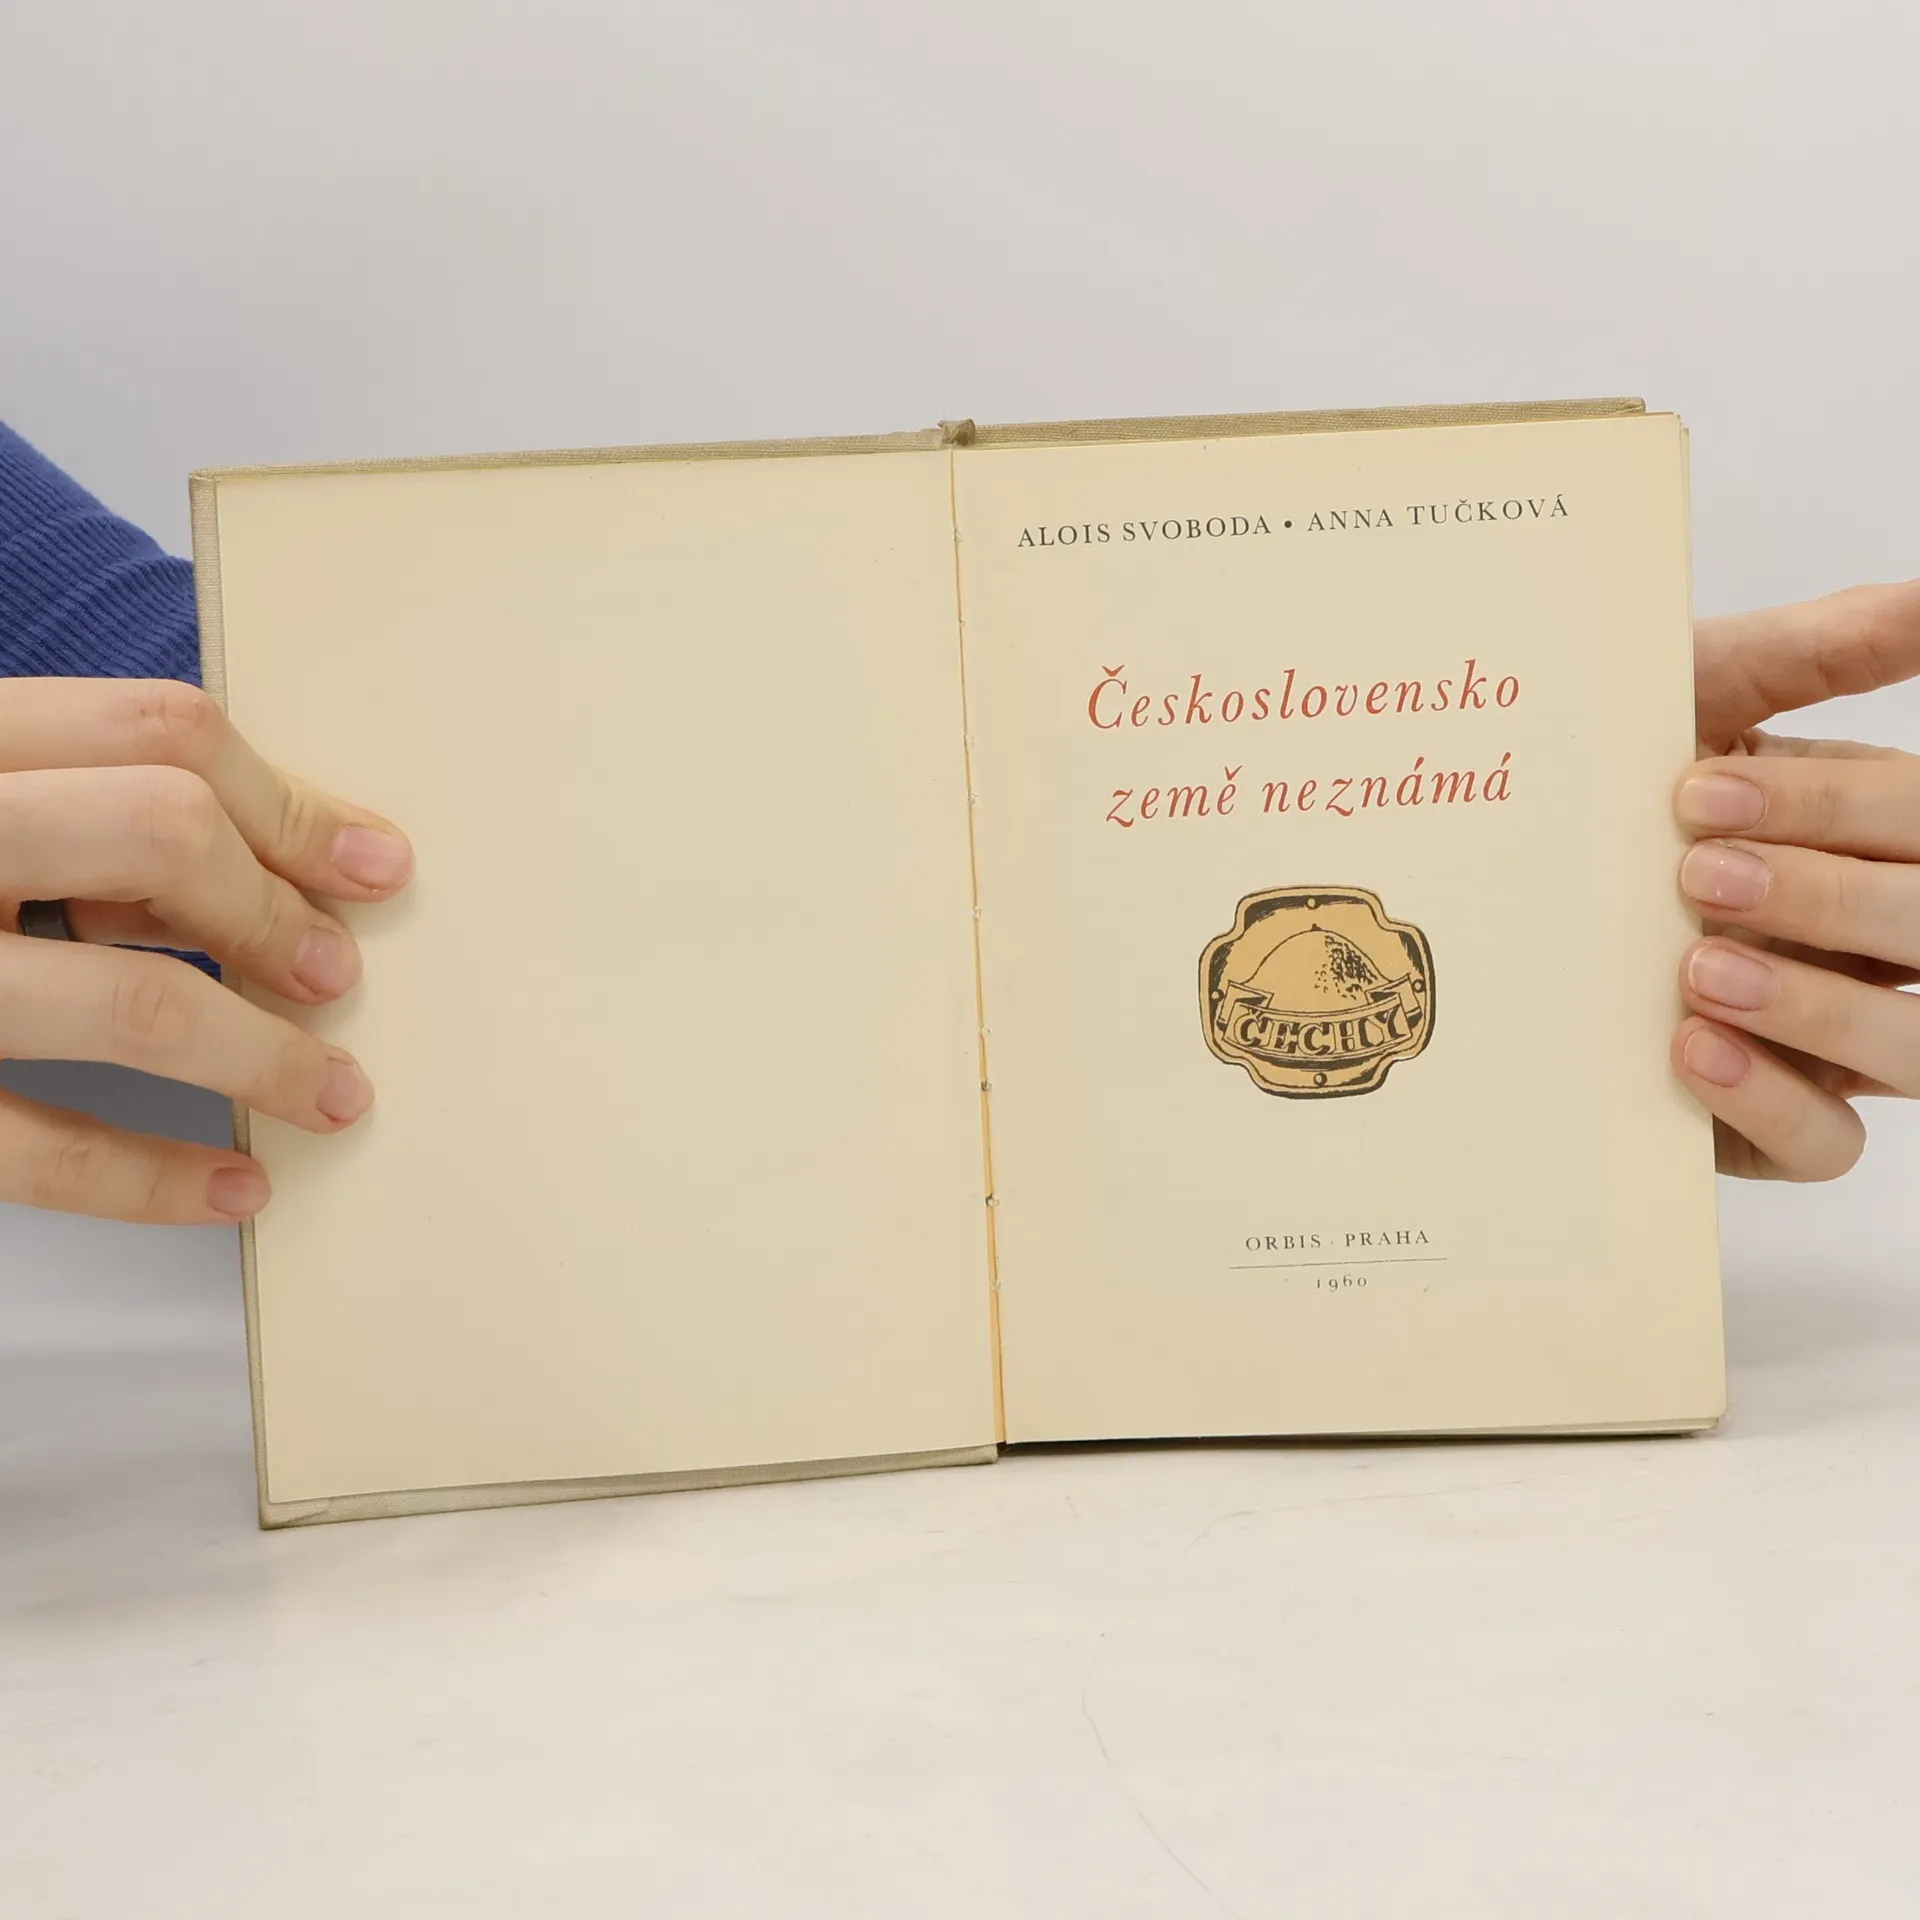 ALOIS SVOBODA • ANNA TUČKOVÁ
Československo
země neznámá
ČECHY
ORBIS · PRAHA
1960